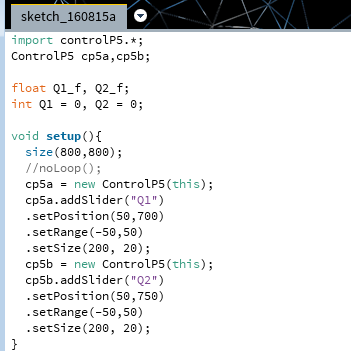 sketch_160815a
import controlP5.*;
ControlP5 cp5a,cp5b;
float Q1_f, Q2_f;
int Q1 = 0, Q2 = 0;
void setup(){
size(800,800);
//noLoop();
cp5a = new ControlP5(this);
cp5a.addSlider("Q1")
.setPosition(50,700)
.setRange(-50,50)
.setSize(200, 20);
cp5b = new ControlP5(this);
cp5b.addSlider("Q2")
.setPosition(50,750)
.setRange(-50,50)
.setSize(200, 20);
}